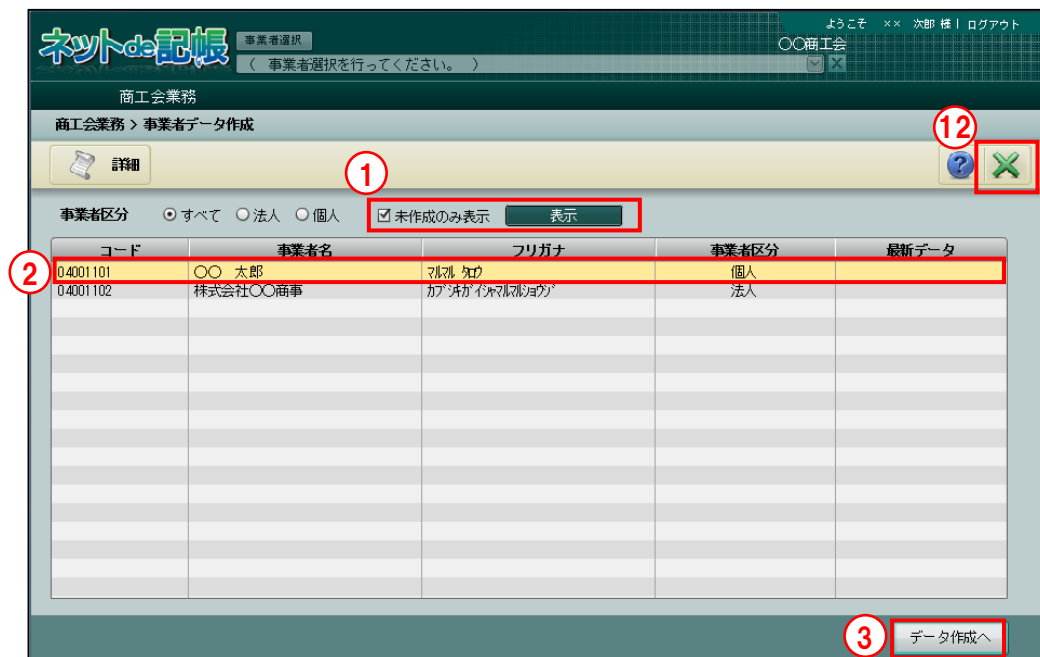 ようこそ ×× 次郎 様 | ログアウト
ネットde記帳
事業者選択
○○商工会
( 事業者選択を行ってください。 )
商工会業務
商工会業務 > 事業者データ作成
12
詳細
?
1
事業者区分 すべて 法人 個人 未作成のみ表示 表示
コード 事業者名 フリガナ 事業者区分 最新データ
2
04001101 ○○ 太郎 マルマル タロウ 個人
04001102 株式会社○○商事 カブシキガイシャマルマルショウジ 法人
3
データ作成へ